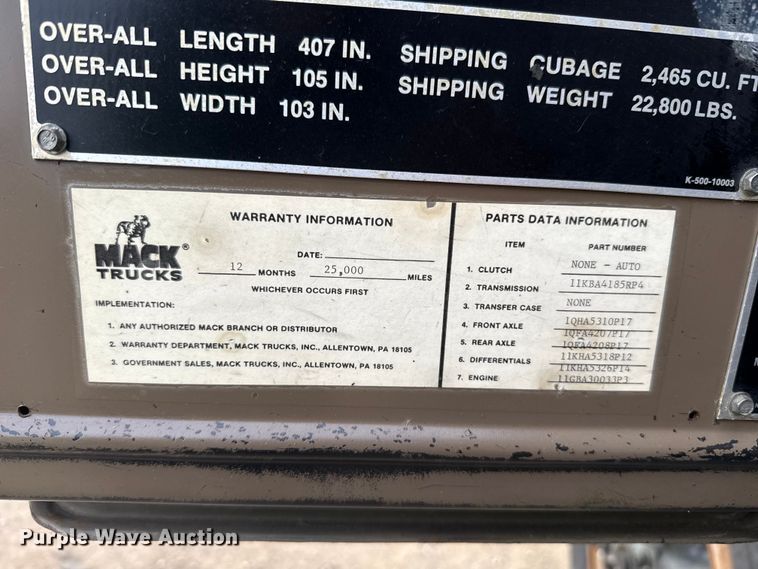 OVER-ALL LENGTH 407 IN. SHIPPING CUBAGE 2,465 CU. FT
OVER-ALL HEIGHT 105 IN. SHIPPING WEIGHT 22,800 LBS.
OVER-ALL WIDTH 103 IN.
K-500-10003
MACK®
TRUCKS
WARRANTY INFORMATION
DATE:
12 MONTHS 25,000 MILES
WHICHEVER OCCURS FIRST
IMPLEMENTATION:
1. ANY AUTHORIZED MACK BRANCH OR DISTRIBUTOR
2. WARRANTY DEPARTMENT, MACK TRUCKS, INC., ALLENTOWN, PA 18105
3. GOVERNMENT SALES, MACK TRUCKS, INC., ALLENTOWN, PA 18105
PARTS DATA INFORMATION
ITEM PART NUMBER
1. CLUTCH NONE - AUTO
2. TRANSMISSION 11KBA4185RP4
3. TRANSFER CASE NONE
4. FRONT AXLE 1QHA5310P17
1QFA4207P17
5. REAR AXLE 1QFA4208P17
6. DIFFERENTIALS 11KHA5318P12
11KHA5326P14
7. ENGINE 11GBA30033P3
Purple Wave Auction